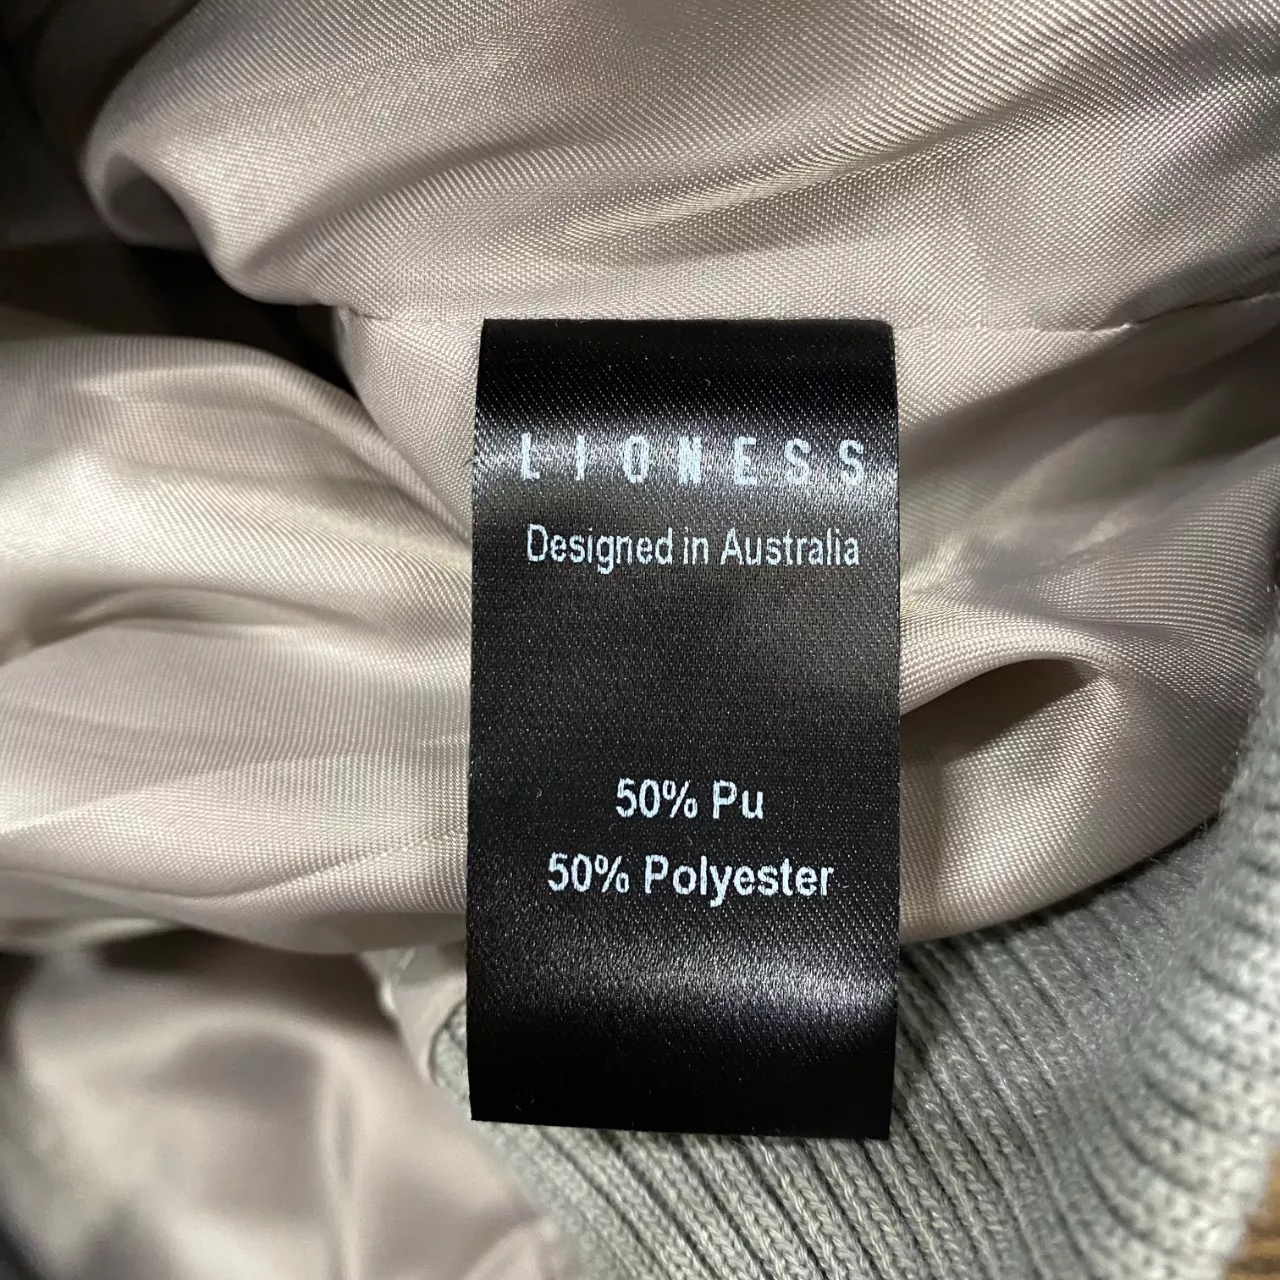 LIONESS
Designed in Australia
50% Pu
50% Polyester